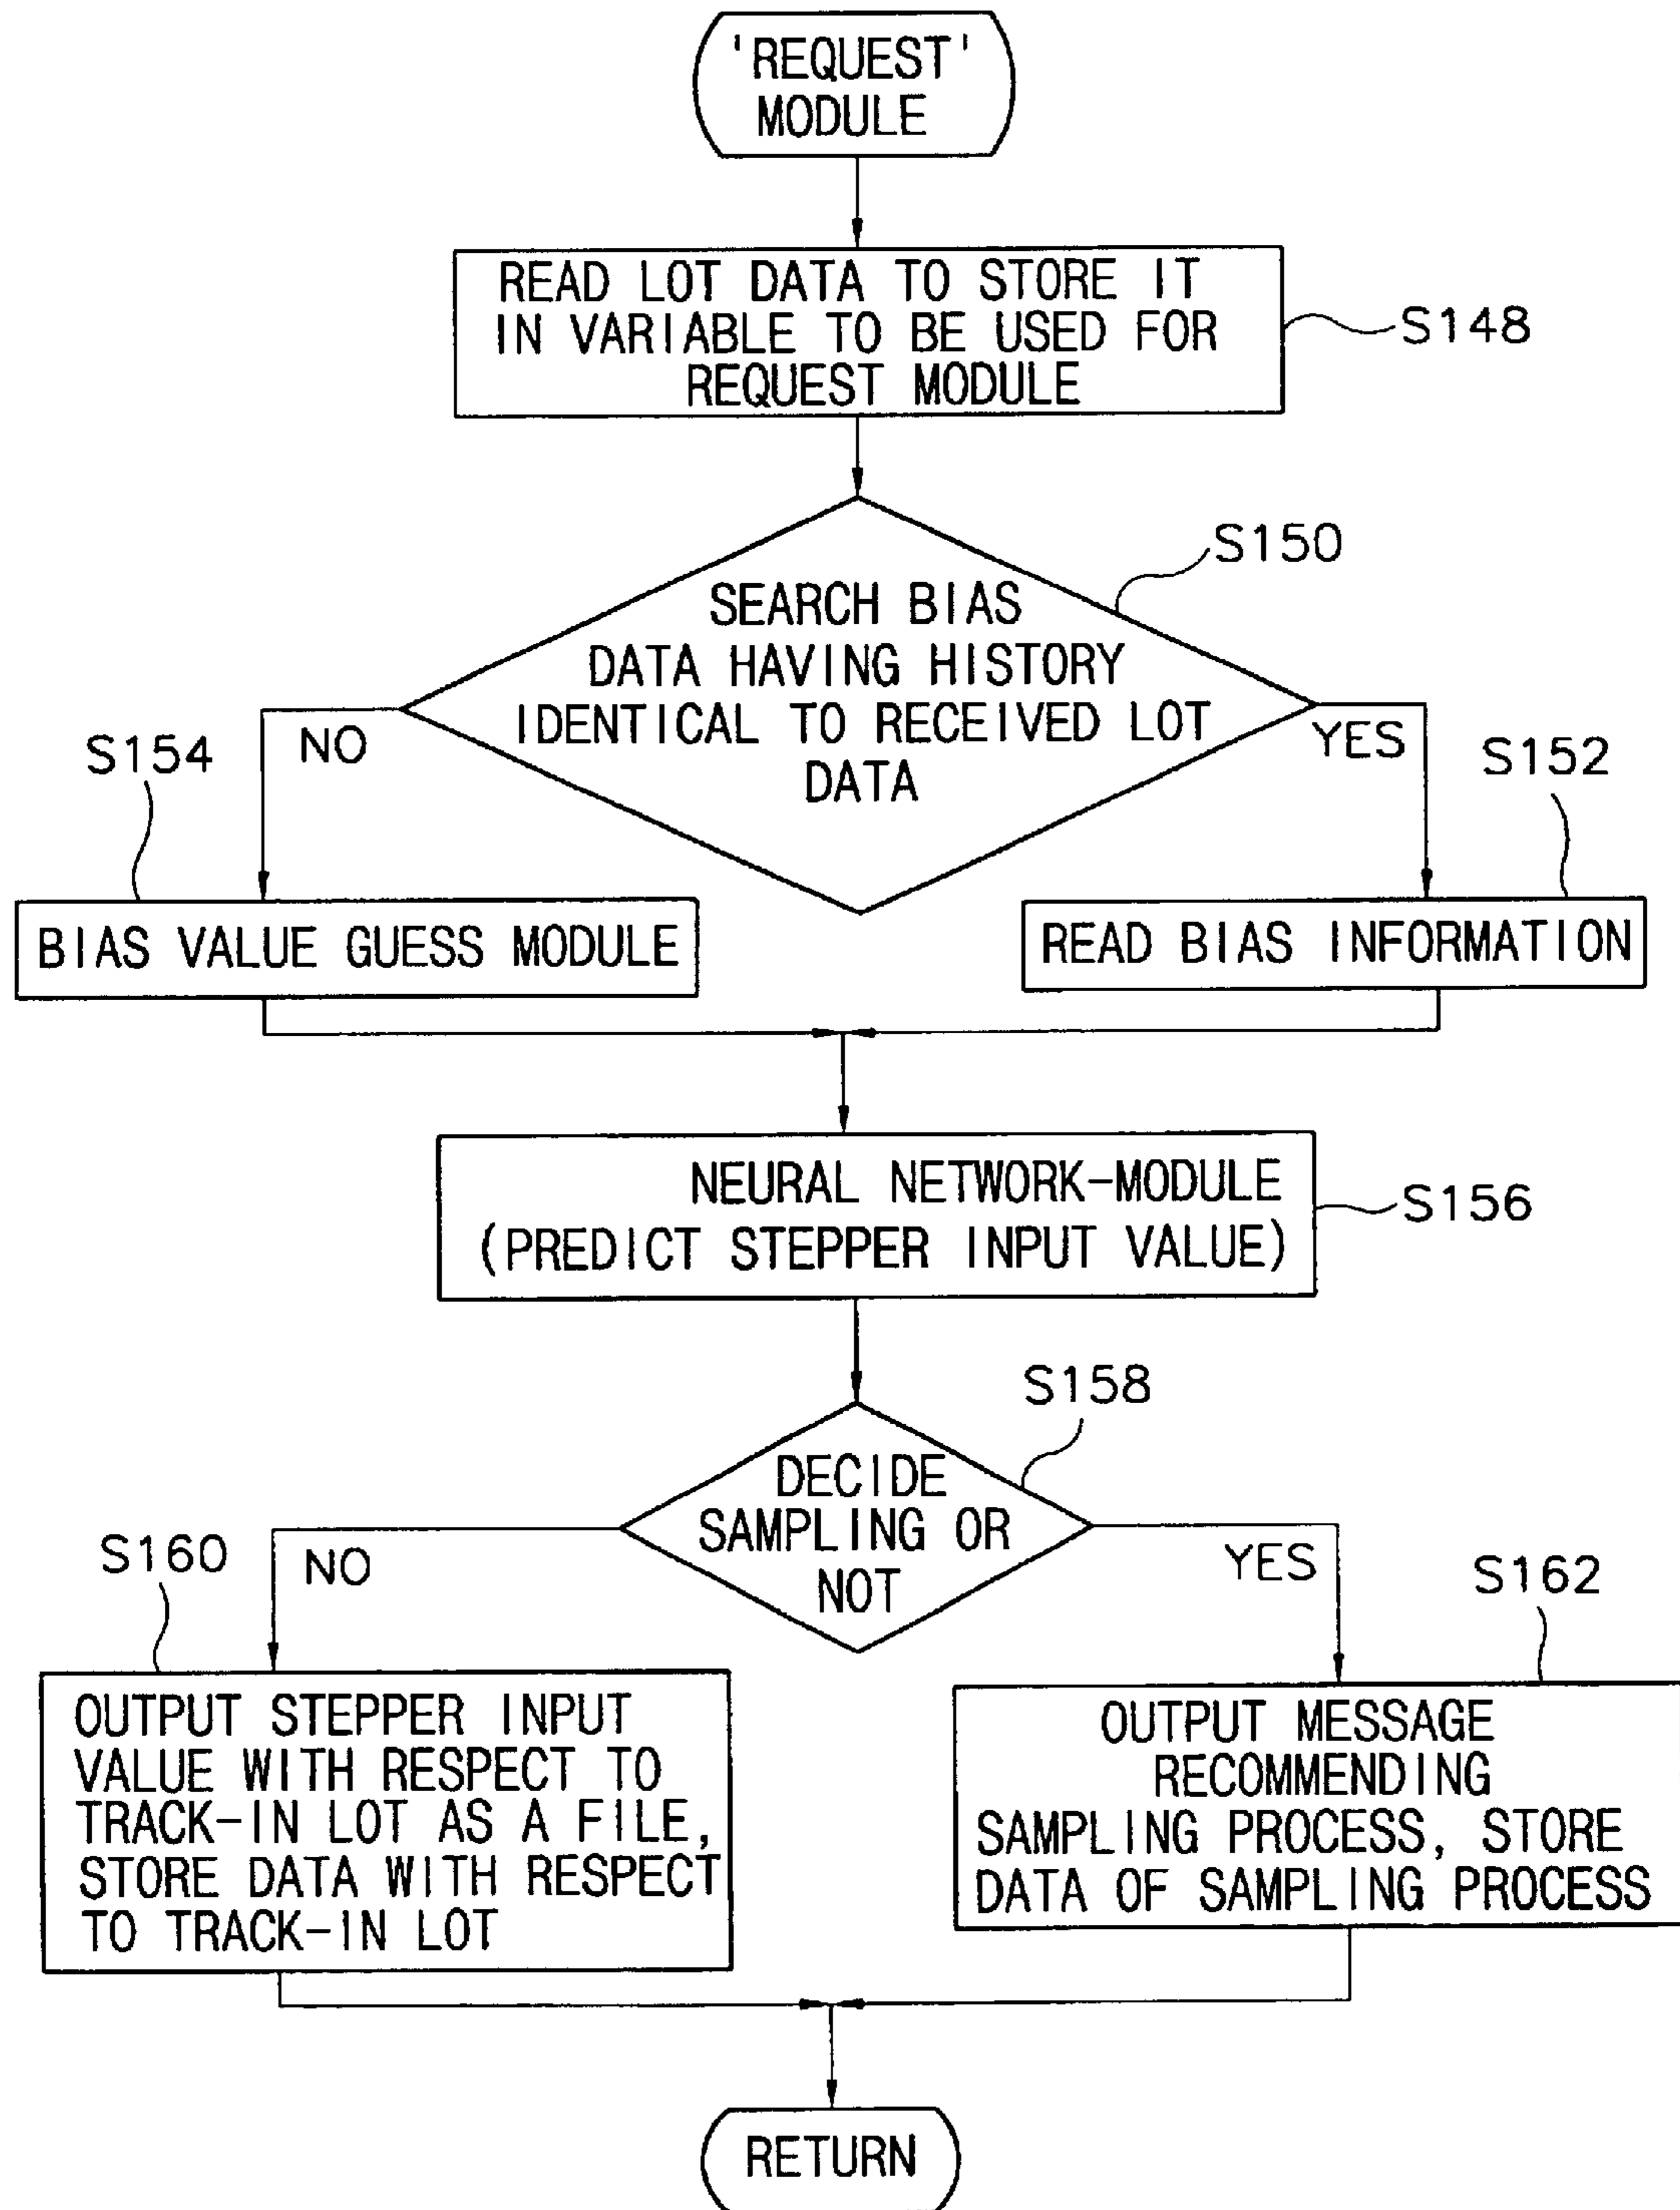 'REQUEST'
MODULE
READ LOT DATA TO STORE IT
IN VARIABLE TO BE USED FOR
REQUEST MODULE
S148
S150
SEARCH BIAS
DATA HAVING HISTORY
IDENTICAL TO RECEIVED LOT
DATA
NO
YES
S154
S152
BIAS VALUE GUESS MODULE
READ BIAS INFORMATION
NEURAL NETWORK-MODULE
(PREDICT STEPPER INPUT VALUE)
S156
S158
DECIDE
SAMPLING OR
NOT
NO
YES
S160
S162
OUTPUT STEPPER INPUT
VALUE WITH RESPECT TO
TRACK-IN LOT AS A FILE,
STORE DATA WITH RESPECT
TO TRACK-IN LOT
OUTPUT MESSAGE
RECOMMENDING
SAMPLING PROCESS, STORE
DATA OF SAMPLING PROCESS
RETURN